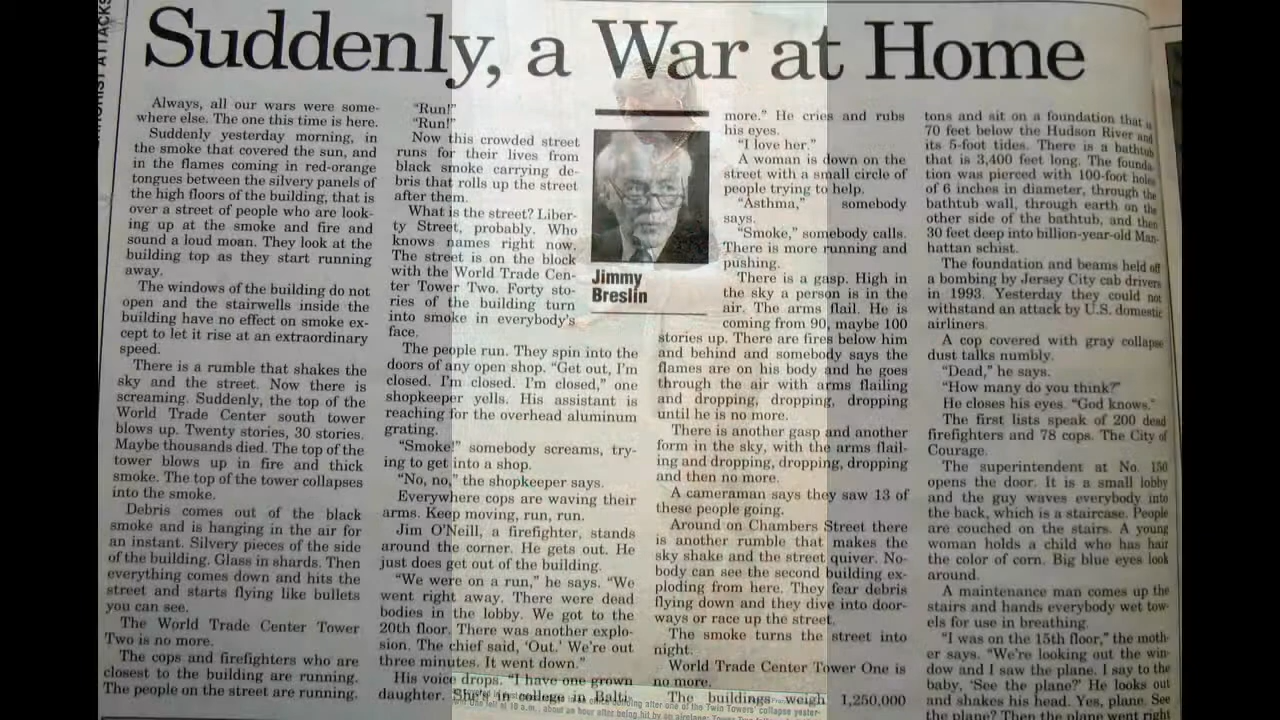 Suddenly, a War at Home
Always, all our wars were some-
where else. The one this time is here.
Suddenly yesterday morning, in
the smoke that covered the sun, and
in the flames coming in red-orange
tongues between the silvery panels of
the high floors of the building, that is
over a street of people who are look-
ing up at the smoke and fire and
sound a loud moan. They look at the
building top as they start running
away.
The windows of the building do not
open and the stairwells inside the
building have no effect on smoke ex-
cept to let it rise at an extraordinary
speed.
There is a rumble that shakes the
sky and the street. Now there is
screaming. Suddenly, the top of the
World Trade Center south tower
blows up. Twenty stories, 30 stories.
Maybe thousands died. The top of the
tower blows up in fire and thick
smoke. The top of the tower collapses
into the smoke.
Debris comes out of the black
smoke and is hanging in the air for
an instant. Silvery pieces of the side
of the building. Glass in shards. Then
everything comes down and hits the
street and starts flying like bullets
you can see.
The World Trade Center Tower
Two is no more.
The cops and firefighters who are
closest to the building are running.
The people on the street are running.
"Run!"
"Run!"
Now this crowded street
runs for their lives from
black smoke carrying de-
bris that rolls up the street
after them.
What is the street? Liber-
ty Street, probably. Who
knows names right now.
The street is on the block
with the World Trade Cen-
ter Tower Two. Forty sto-
ries of the building turn
into smoke in everybody's
face.
The people run. They spin into the
doors of any open shop. "Get out, I'm
closed. I'm closed. I'm closed," one
shopkeeper yells. His assistant is
reaching for the overhead aluminum
grating.
"Smoke!" somebody screams, try-
ing to get into a shop.
"No, no," the shopkeeper says.
Everywhere cops are waving their
arms. Keep moving, run, run.
Jim O'Neill, a firefighter, stands
around the corner. He gets out. He
just does get out of the building.
"We were on a run," he says. "We
went right away. There were dead
bodies in the lobby. We got to the
20th floor. There was another explo-
sion. The chief said, 'Out.' We're out
three minutes. It went down."
His voice drops. "I have one grown
daughter. She's in college in Balti-
Jimmy
Breslin
more." He cries and rubs
his eyes.
"I love her."
A woman is down on the
street with a small circle of
people trying to help.
"Asthma," somebody
says.
"Smoke," somebody calls.
There is more running and
pushing.
There is a gasp. High in
the sky a person is in the
air. The arms flail. He is
coming from 90, maybe 100
stories up. There are fires below him
and behind and somebody says the
flames are on his body and he goes
through the air with arms flailing
and dropping, dropping, dropping
until he is no more.
There is another gasp and another
form in the sky, with the arms flail-
ing and dropping, dropping, dropping
and then no more.
A cameraman says they saw 13 of
these people going.
Around on Chambers Street there
is another rumble that makes the
sky shake and the street quiver. No-
body can see the second building ex-
ploding from here. They fear debris
flying down and they dive into door-
ways or race up the street.
The smoke turns the street into
night.
World Trade Center Tower One is
no more.
The buildings weigh 1,250,000
tons and sit on a foundation that is
70 feet below the Hudson River and
its 5-foot tides. There is a bathtub
that is 3,400 feet long. The founda-
tion was pierced with 100-foot holes
of 6 inches in diameter, through the
bathtub wall, through earth on the
other side of the bathtub, and then
30 feet deep into billion-year-old Man-
hattan schist.
The foundation and beams held off
a bombing by Jersey City cab drivers
in 1993. Yesterday they could not
withstand an attack by U.S. domestic
airliners.
A cop covered with gray collapse
dust talks numbly.
"Dead," he says.
"How many do you think?"
He closes his eyes. "God knows."
The first lists speak of 200 dead
firefighters and 78 cops. The City of
Courage.
The superintendent at No. 150
opens the door. It is a small lobby
and the guy waves everybody into
the back, which is a staircase. People
are couched on the stairs. A young
woman holds a child who has hair
the color of corn. Big blue eyes look
around.
A maintenance man comes up the
stairs and hands everybody wet tow-
els for use in breathing.
"I was on the 15th floor," the moth-
er says. "We're looking out the win-
dow and I saw the plane. I say to the
baby, 'See the plane?' He looks out
and shakes his head. Yes, plane. See
the plane? Then the plane went right